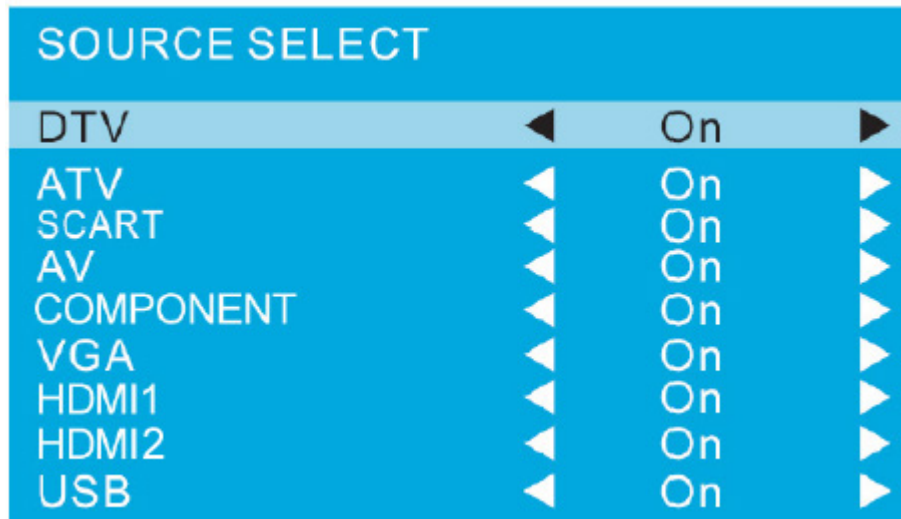 SOURCE SELECT
DTV On
ATV On
SCART On
AV On
COMPONENT On
VGA On
HDMI1 On
HDMI2 On
USB On